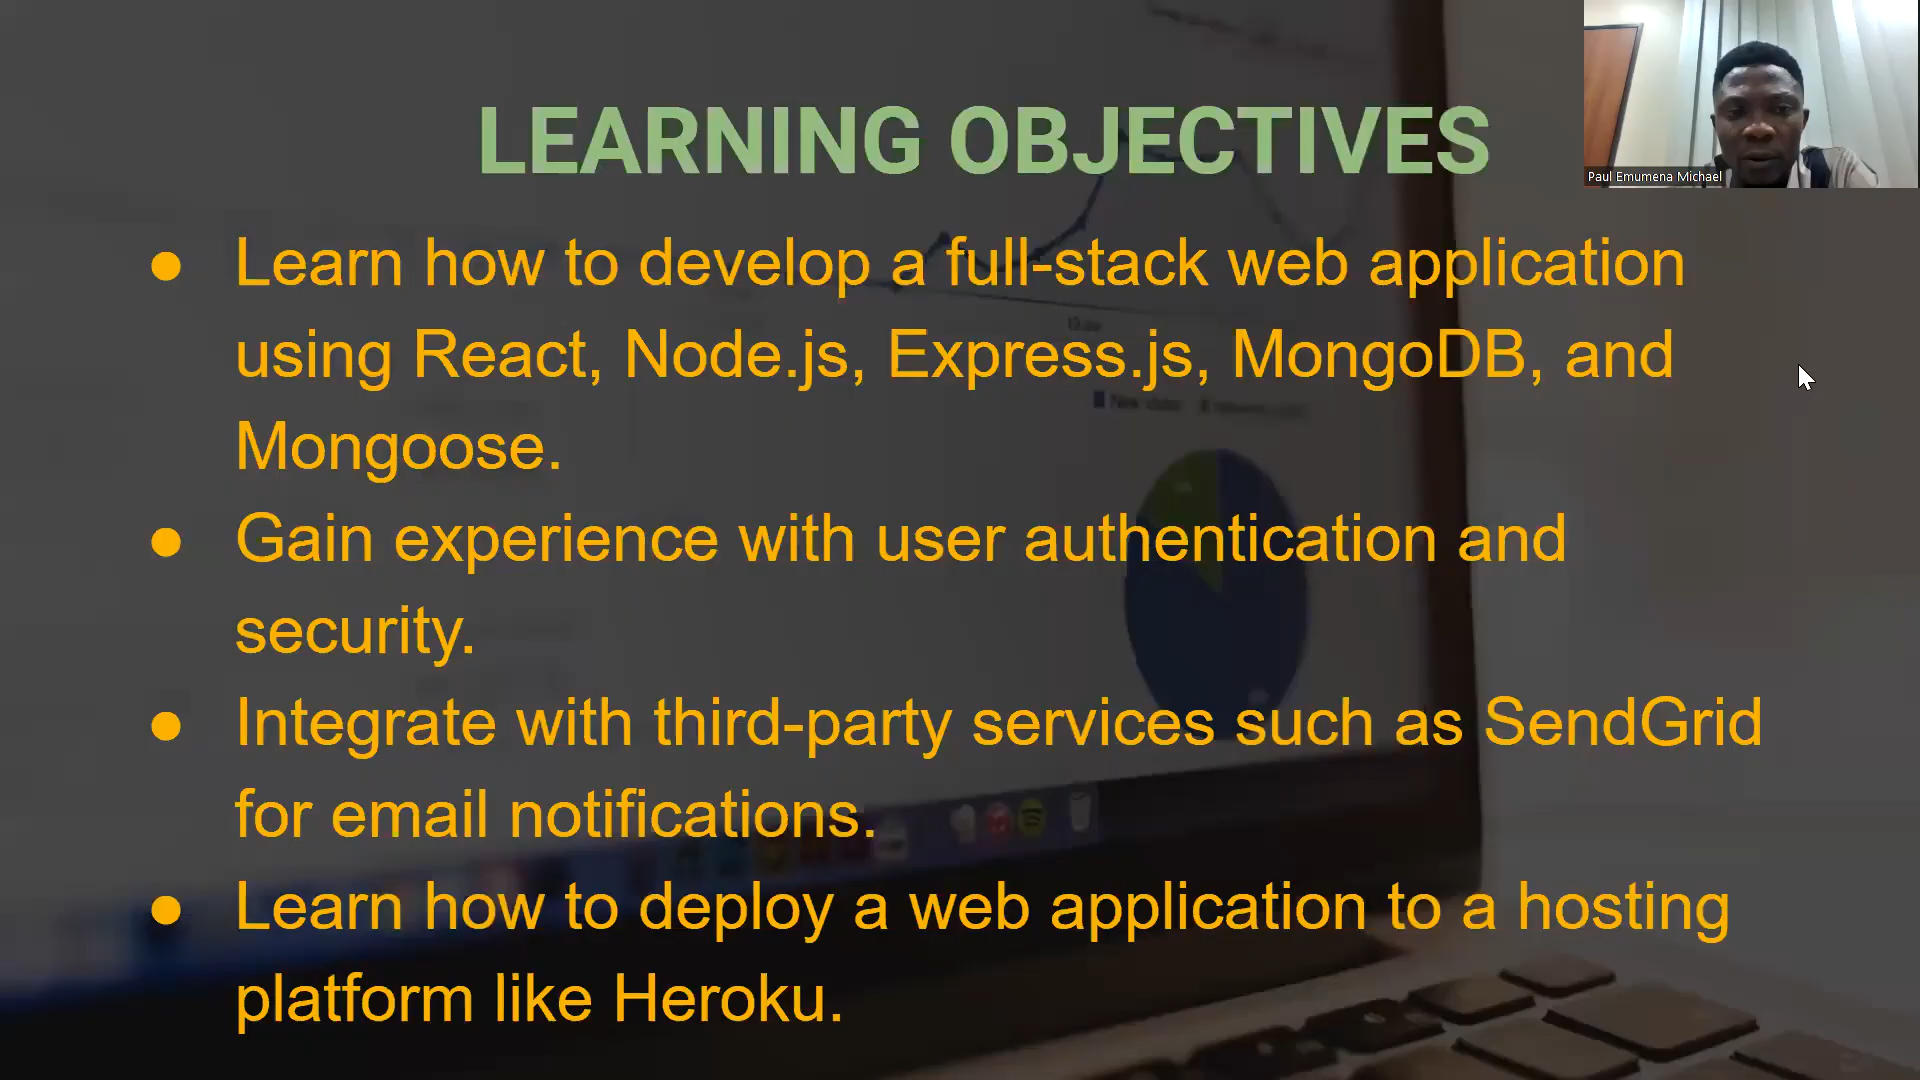 LEARNING OBJECTIVES
Paul Emumena Michael
● Learn how to develop a full-stack web application
using React, Node.js, Express.js, MongoDB, and
Mongoose.
● Gain experience with user authentication and
security.
● Integrate with third-party services such as SendGrid
for email notifications.
● Learn how to deploy a web application to a hosting
platform like Heroku.